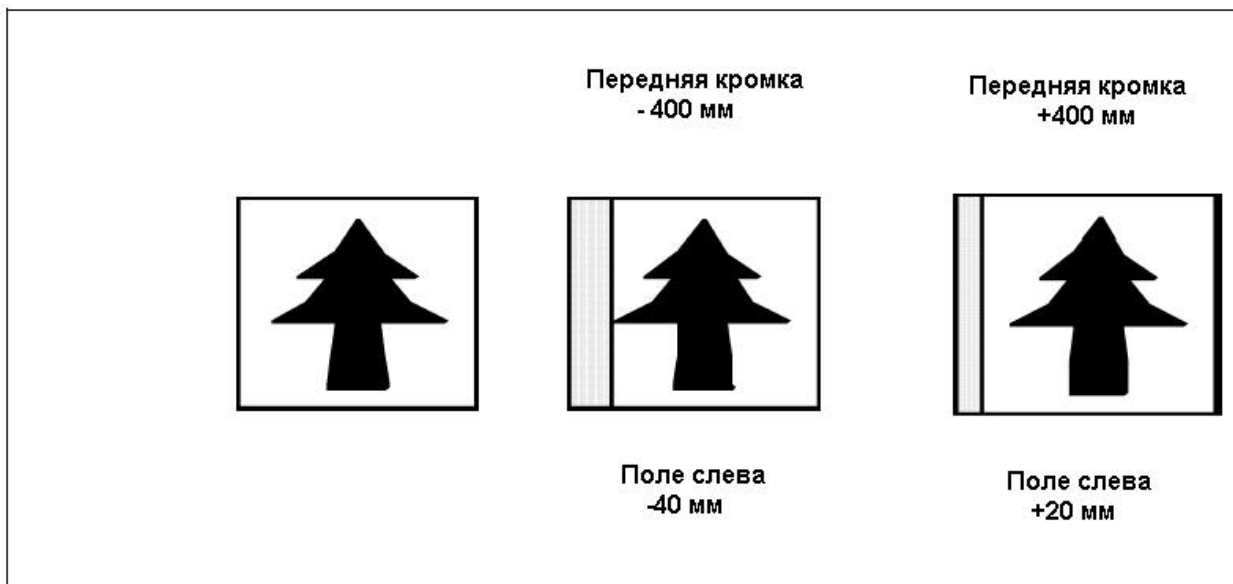 Передняя кромка
- 400 мм
Передняя кромка
+400 мм
Поле слева
-40 мм
Поле слева
+20 мм